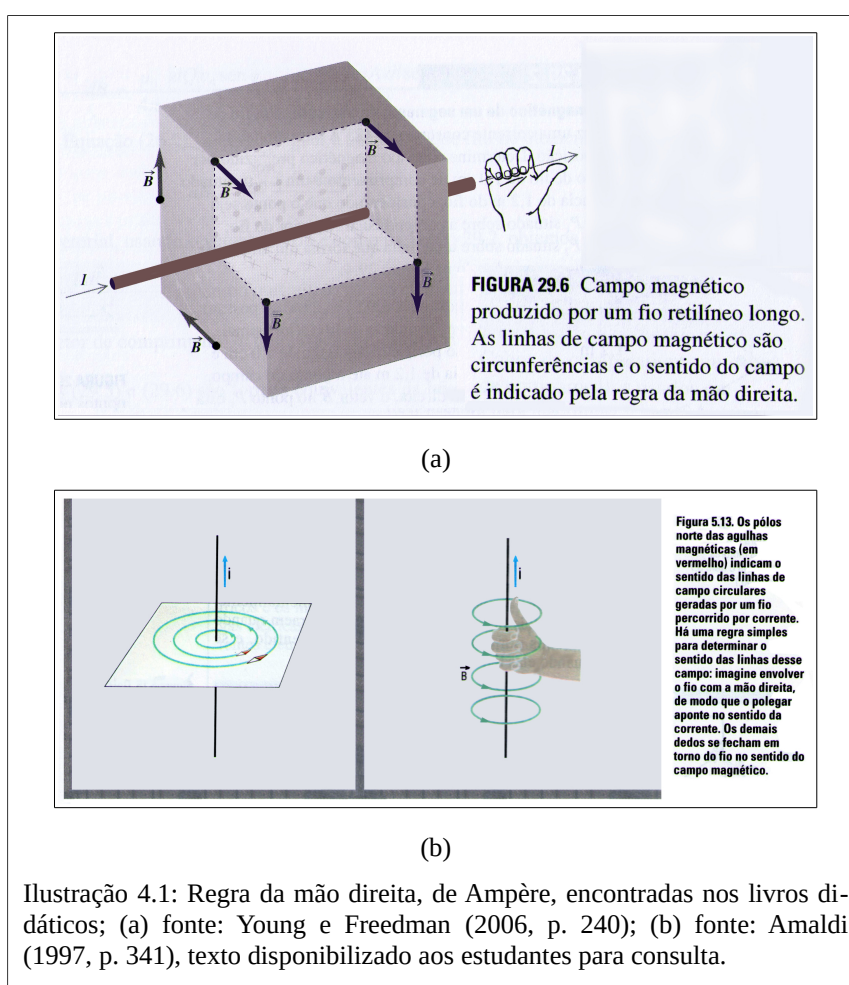 I
B
B
B
I
B
B
B
FIGURA 29.6 Campo magnético
produzido por um fio retilíneo longo.
As linhas de campo magnético são
circunferências e o sentido do campo
é indicado pela regra da mão direita.
(a)
i
i
B
Figura 5.13. Os pólos
norte das agulhas
magnéticas (em
vermelho) indicam o
sentido das linhas de
campo circulares
geradas por um fio
percorrido por corrente.
Há uma regra simples
para determinar o
sentido das linhas desse
campo: imagine envolver
o fio com a mão direita,
de modo que o polegar
aponte no sentido da
corrente. Os demais
dedos se fecham em
torno do fio no sentido do
campo magnético.
(b)
Ilustração 4.1: Regra da mão direita, de Ampère, encontradas nos livros di-
dáticos; (a) fonte: Young e Freedman (2006, p. 240); (b) fonte: Amaldi
(1997, p. 341), texto disponibilizado aos estudantes para consulta.